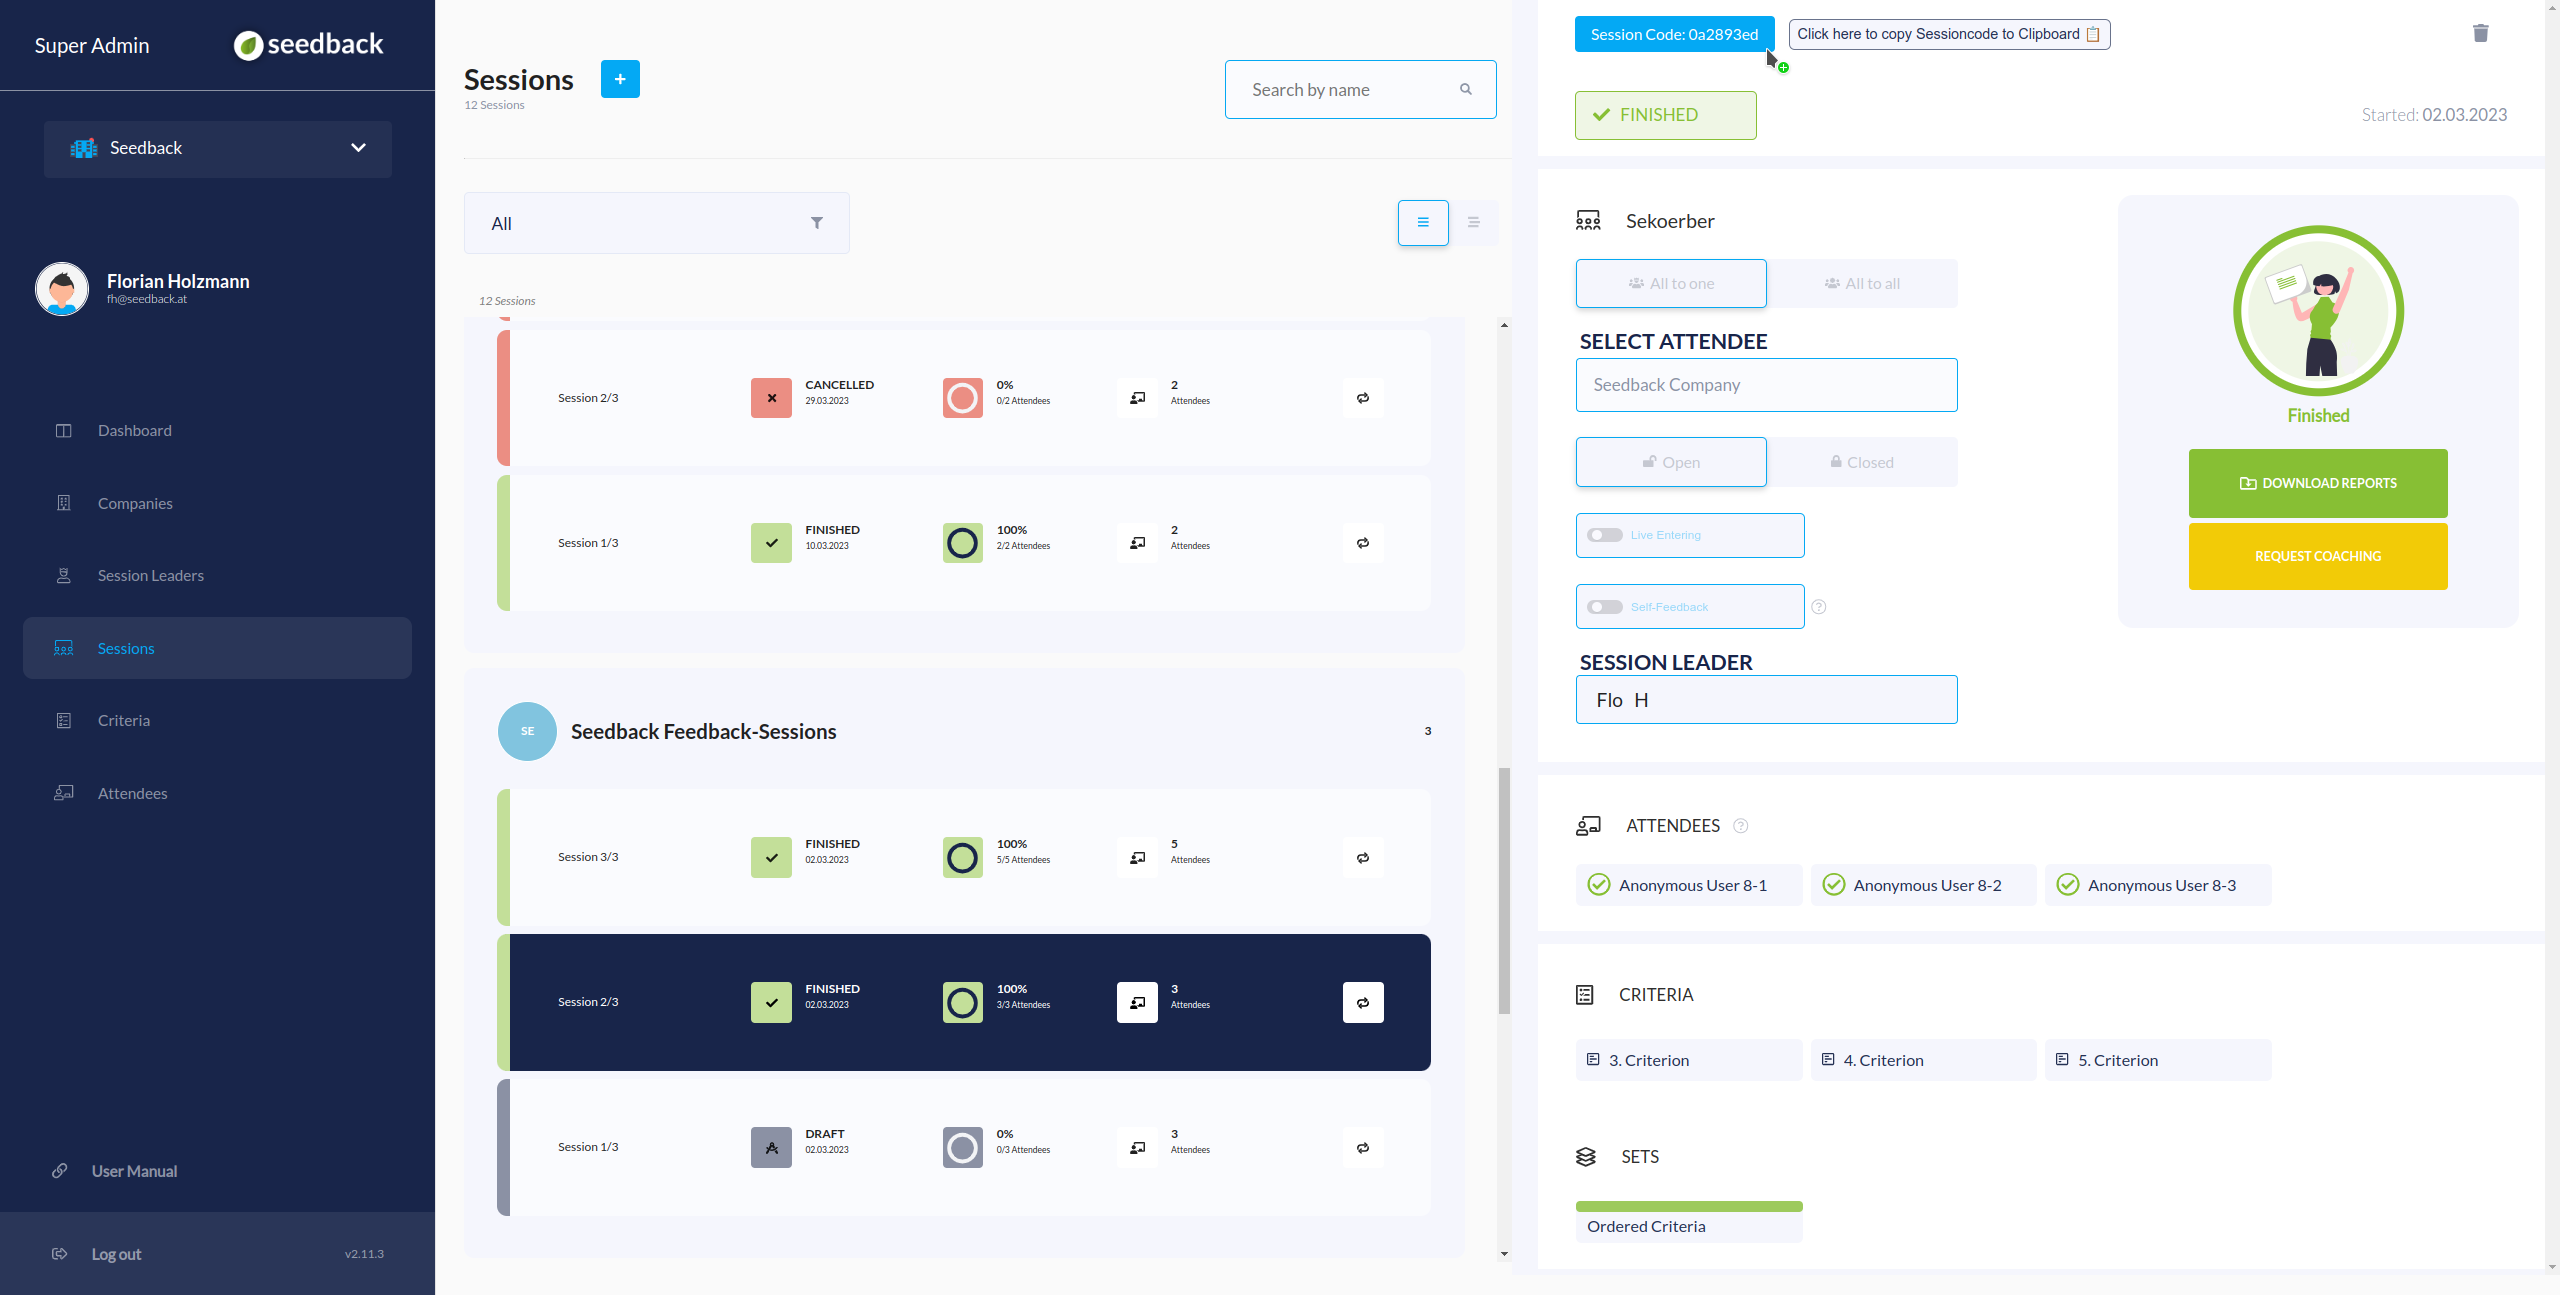 Super Admin
seedback
Seedback
Florian Holzmann
fh@seedback.at
Dashboard
Companies
Session Leaders
Sessions
Criteria
Attendees
User Manual
Log out
v2.11.3
Sessions
+
12 Sessions
Search by name
All
12 Sessions
Session 2/3
CANCELLED
29.03.2023
0%
0/2 Attendees
2
Attendees
Session 1/3
FINISHED
10.03.2023
100%
2/2 Attendees
2
Attendees
SE
Seedback Feedback-Sessions
3
Session 3/3
FINISHED
02.03.2023
100%
5/5 Attendees
5
Attendees
Session 2/3
FINISHED
02.03.2023
100%
3/3 Attendees
3
Attendees
Session 1/3
DRAFT
02.03.2023
0%
0/3 Attendees
3
Attendees
Session Code: 0a2893ed
Click here to copy Sessioncode to Clipboard
FINISHED
Started: 02.03.2023
Sekoerber
All to one
All to all
SELECT ATTENDEE
Seedback Company
Open
Closed
Live Entering
Self-Feedback
?
SESSION LEADER
Flo H
Finished
DOWNLOAD REPORTS
REQUEST COACHING
ATTENDEES
?
Anonymous User 8-1
Anonymous User 8-2
Anonymous User 8-3
CRITERIA
3. Criterion
4. Criterion
5. Criterion
SETS
Ordered Criteria